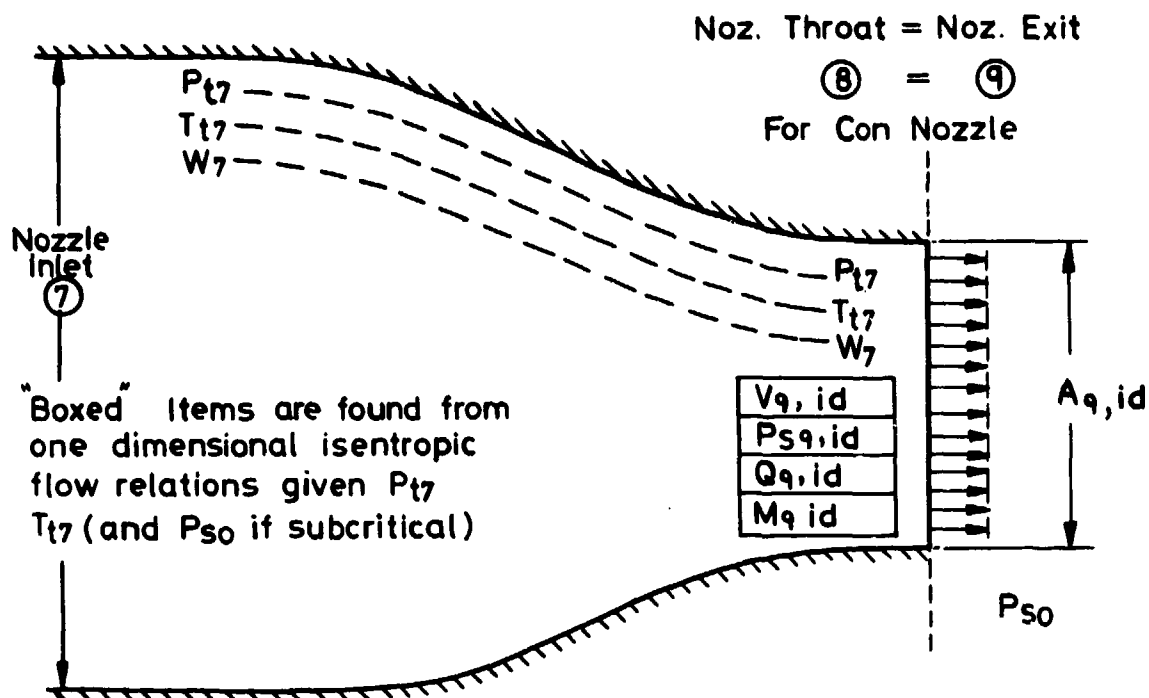 Noz. Throat = Noz. Exit
⑧ = ⑨
For Con Nozzle
Pt7
Tt7
W7
Nozzle
Inlet
⑦
Pt7
Tt7
W7
"Boxed" Items are found from
one dimensional isentropic
flow relations given Pt7
Tt7 (and Pso if subcritical)
V9, id
Ps9, id
Q9, id
M9 id
A9, id
Pso